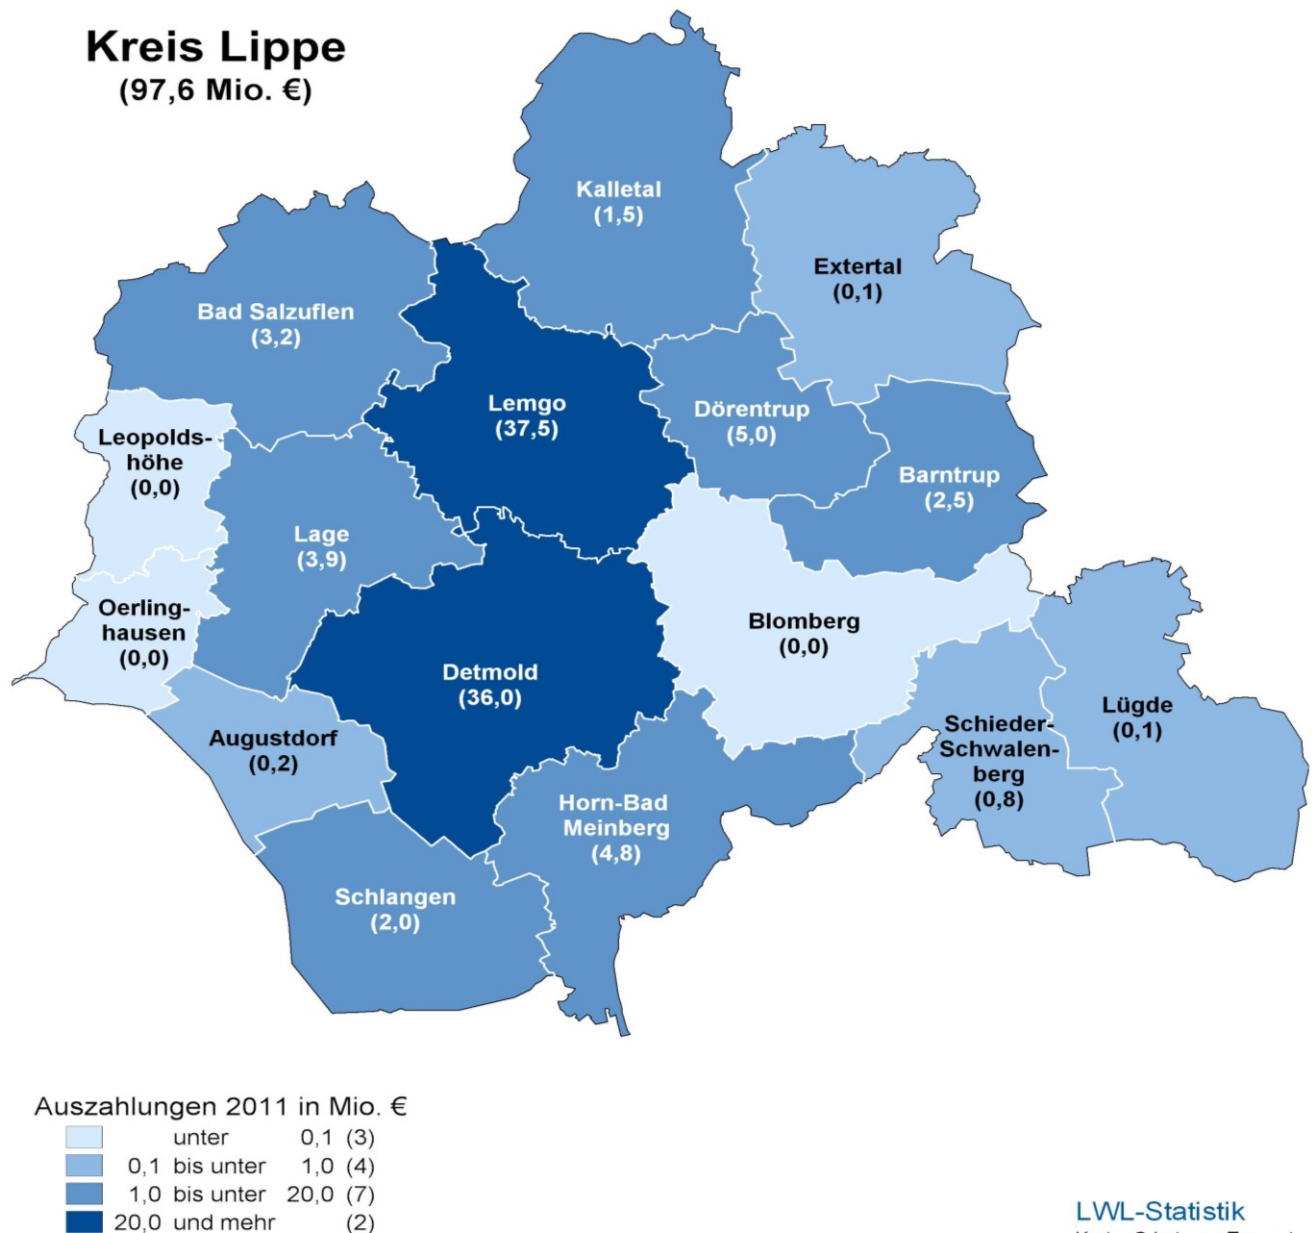 Kreis Lippe
(97,6 Mio. €)
Kalletal
(1,5)
Extertal
(0,1)
Bad Salzuflen
(3,2)
Lemgo
(37,5)
Dörentrup
(5,0)
Leopolds-
höhe
(0,0)
Barntrup
(2,5)
Lage
(3,9)
Oerling-
hausen
(0,0)
Blomberg
(0,0)
Detmold
(36,0)
Lügde
(0,1)
Augustdorf
(0,2)
Schieder-
Schwalen-
berg
(0,8)
Horn-Bad
Meinberg
(4,8)
Schlangen
(2,0)
Auszahlungen 2011 in Mio. €
unter 0,1 (3)
0,1 bis unter 1,0 (4)
1,0 bis unter 20,0 (7)
20,0 und mehr (2)
LWL-Statistik